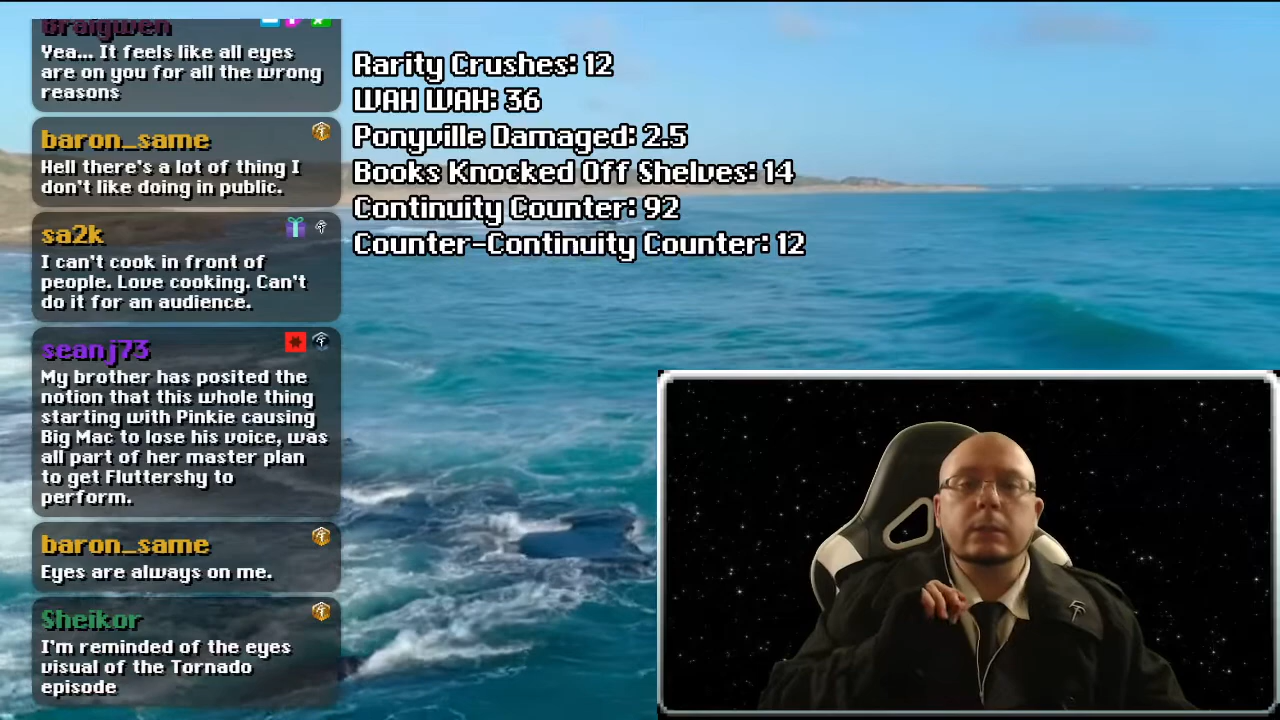 Braigwen
Yea... It feels like all eyes
are on you for all the wrong
reasons
baron_same
Hell there's a lot of thing I
don't like doing in public.
sa2k
I can't cook in front of
people. Love cooking. Can't
do it for an audience.
seanj73
My brother has posited the
notion that this whole thing
starting with Pinkie causing
Big Mac to lose his voice, was
all part of her master plan
to get Fluttershy to
perform.
baron_same
Eyes are always on me.
Sheikor
I'm reminded of the eyes
visual of the Tornado
episode
Rarity Crushes: 12
WAH WAH: 36
Ponyville Damaged: 2.5
Books Knocked Off Shelves: 14
Continuity Counter: 92
Counter-Continuity Counter: 12